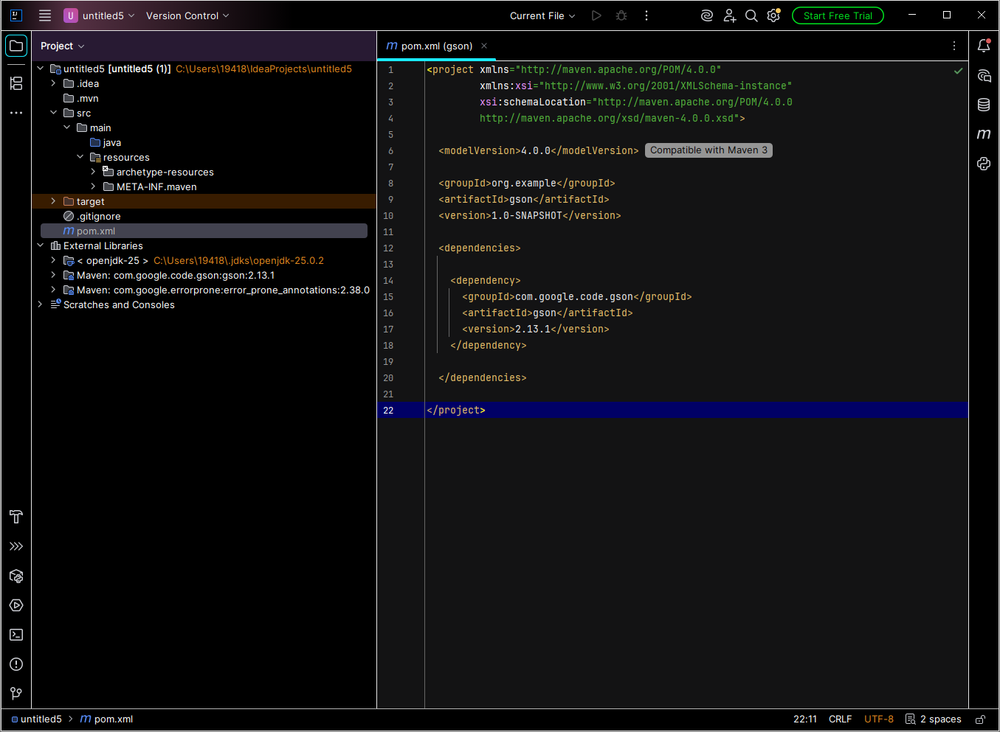 U untitled5 Version Control Current File Start Free Trial
Project
pom.xml (gson)
untitled5 [untitled5 (1)] C:\Users\19418\IdeaProjects\untitled5
.idea
.mvn
src
main
java
resources
archetype-resources
META-INF.maven
target
.gitignore
pom.xml
External Libraries
< openjdk-25 > C:\Users\19418\.jdks\openjdk-25.0.2
Maven: com.google.code.gson:gson:2.13.1
Maven: com.google.errorprone:error_prone_annotations:2.38.0
Scratches and Consoles
1 <project xmlns="http://maven.apache.org/POM/4.0.0"
2 xmlns:xsi="http://www.w3.org/2001/XMLSchema-instance"
3 xsi:schemaLocation="http://maven.apache.org/POM/4.0.0
4 http://maven.apache.org/xsd/maven-4.0.0.xsd">
5
6 <modelVersion>4.0.0</modelVersion> Compatible with Maven 3
7
8 <groupId>org.example</groupId>
9 <artifactId>gson</artifactId>
10 <version>1.0-SNAPSHOT</version>
11
12 <dependencies>
13
14 <dependency>
15 <groupId>com.google.code.gson</groupId>
16 <artifactId>gson</artifactId>
17 <version>2.13.1</version>
18 </dependency>
19
20 </dependencies>
21
22 </project>
untitled5 > pom.xml 22:11 CRLF UTF-8 2 spaces